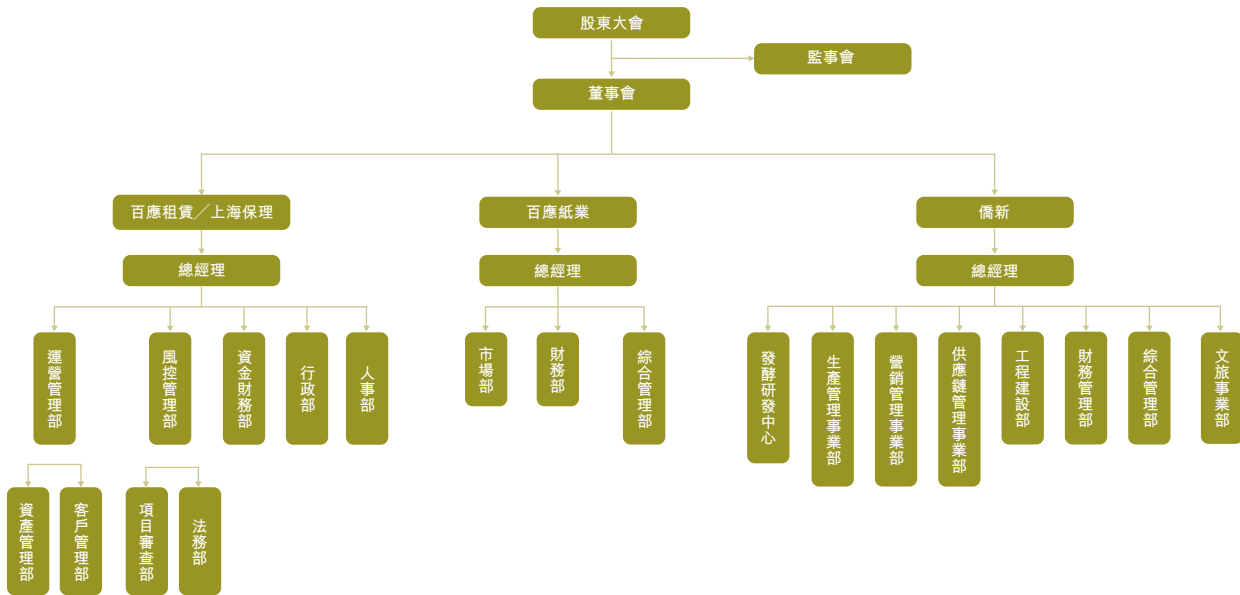 股東大會
監事會
董事會
百應租賃／上海保理
百應紙業
僑新
總經理
總經理
總經理
運營管理部
風控管理部
資金財務部
行政部
人事部
市場部
財務部
綜合管理部
發酵研發中心
生產管理事業部
營銷管理事業部
供應鏈管理事業部
工程建設部
財務管理部
綜合管理部
文旅事業部
資產管理部
客戶管理部
項目審查部
法務部